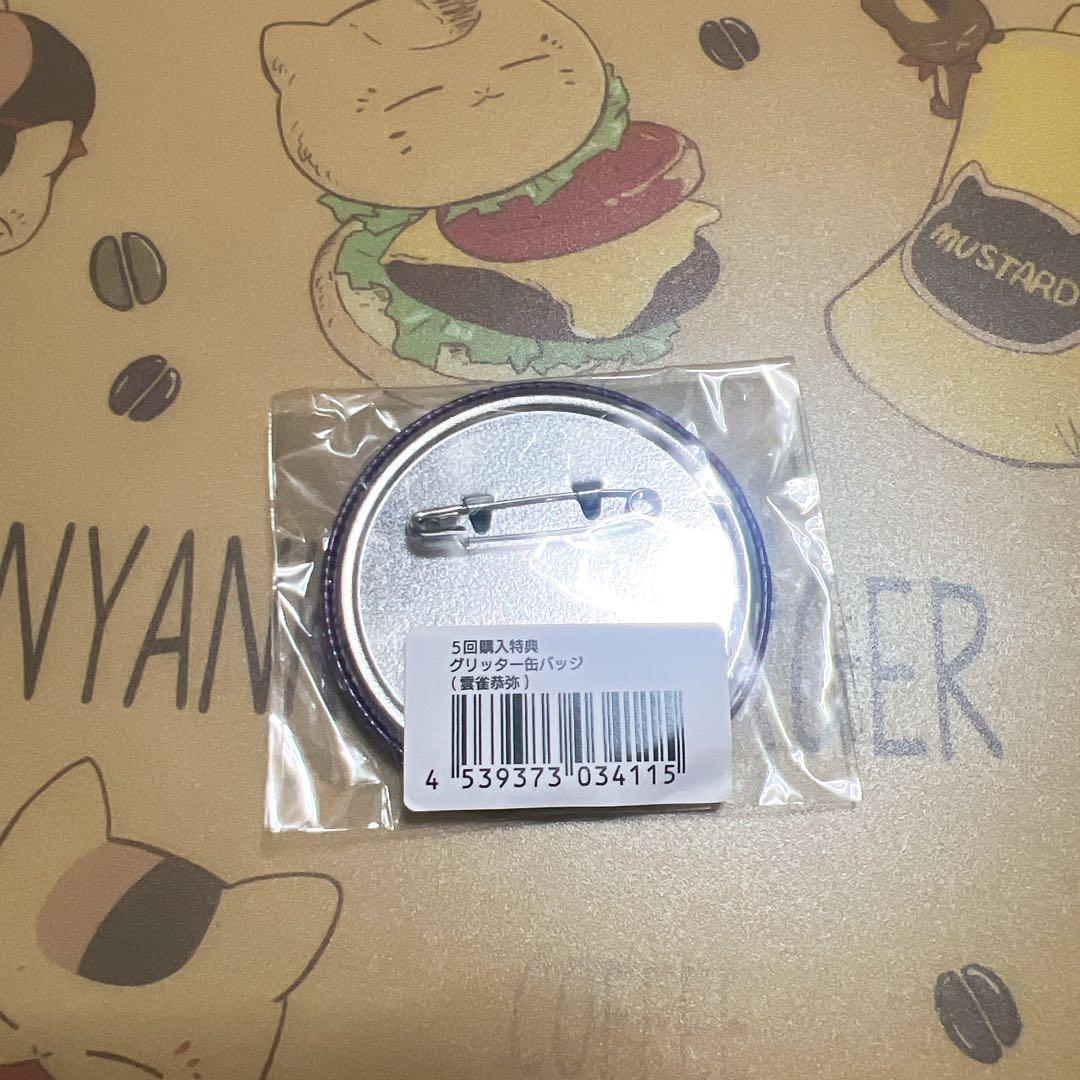 MUSTARD
NYAN
GER
5回購入特典
グリッター缶バッジ
(雲雀恭弥)
4 539373 034115